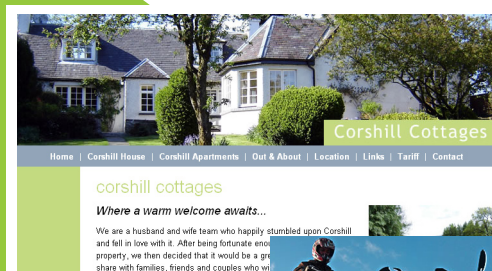 Corshill Cottages
Home | Corshill House | Corshill Apartments | Out & About | Location | Links | Tariff | Contact
corshill cottages
Where a warm welcome awaits...
We are a husband and wife team who happily stumbled upon Corshill
and fell in love with it. After being fortunate
property, we then decided that it would be a
share with families, friends and couples who